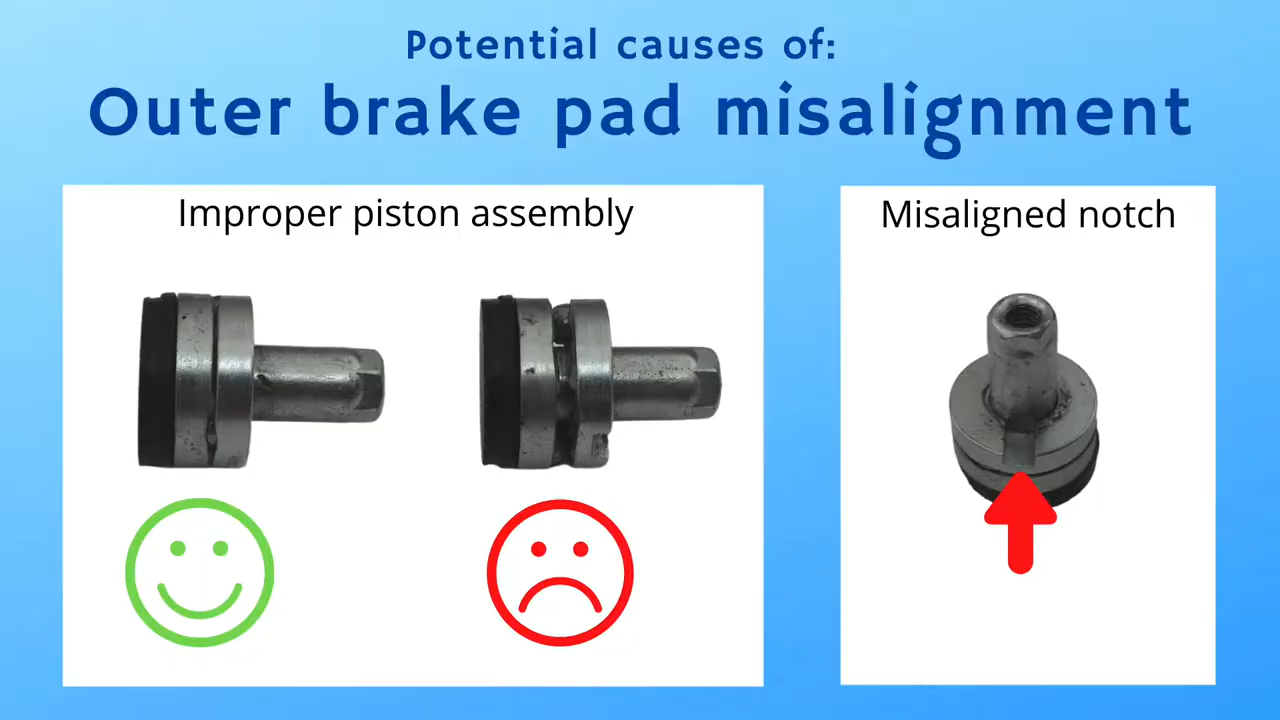 Potential causes of:
Outer brake pad misalignment
Improper piston assembly
Misaligned notch